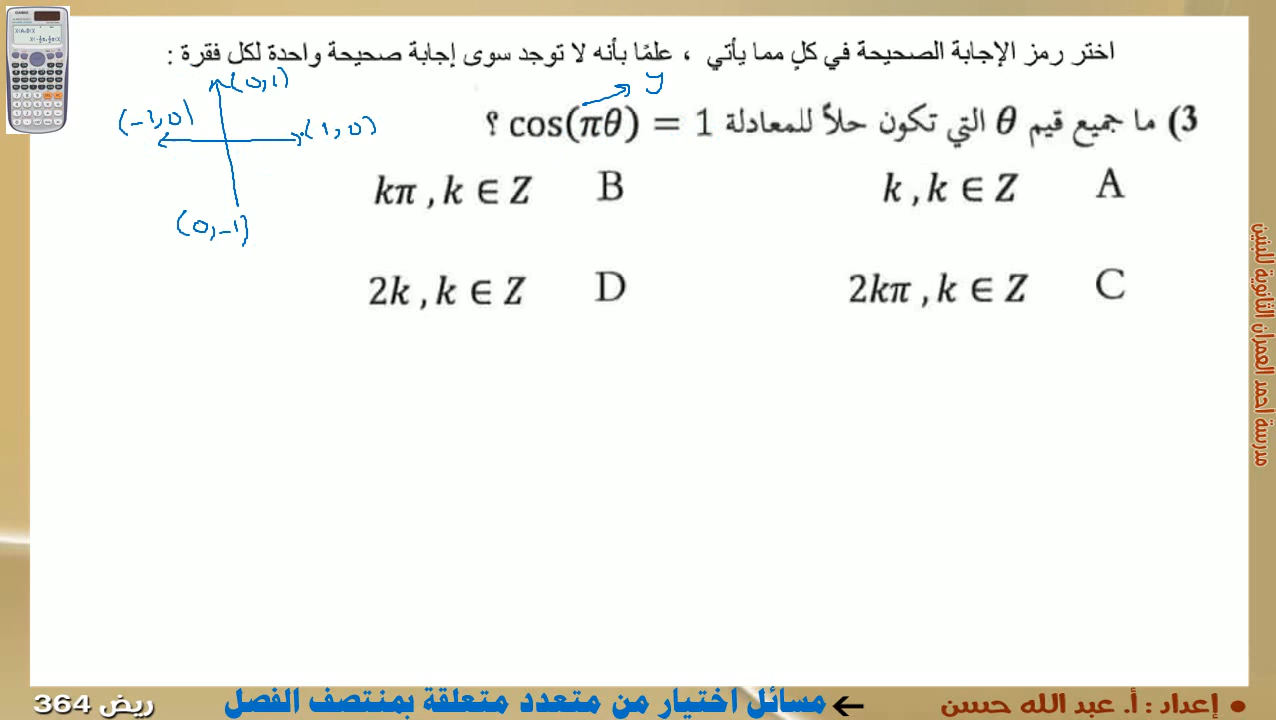 اختر رمز الإجابة الصحيحة في كلٍ مما يأتي ، علمًا بأنه لا توجد سوى إجابة صحيحة واحدة لكل فقرة :
(0,1)
y
(-1,0)
(1,0)
(0,-1)
3) ما جميع قيم θ التي تكون حلاً للمعادلة cos(πθ) = 1 ؟
A k , k ∈ Z
B kπ , k ∈ Z
C 2kπ , k ∈ Z
D 2k , k ∈ Z
مدرسة احمد العمران الثانوية للبنين
• إعداد : أ. عبد الله حسن ← مسائل اختيار من متعدد متعلقة بمنتصف الفصل ريض 364